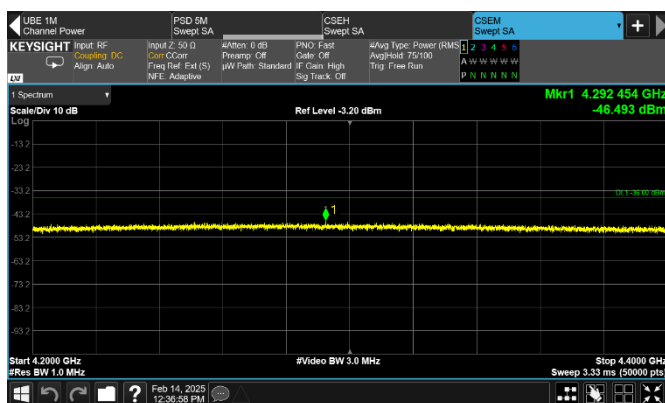 UBE 1M
Channel Power
PSD 5M
Swept SA
CSEH
Swept SA
CSEM
Swept SA
KEYSIGHT
Input: RF
Coupling: DC
Align: Auto
Input Z: 50 Ω
Corr CCorr
Freq Ref: Ext (S)
NFE: Adaptive
#Atten: 0 dB
Preamp: Off
µW Path: Standard
PNO: Fast
Gate: Off
IF Gain: High
Sig Track: Off
#Avg Type: Power (RMS)
Avg|Hold: 75/100
Trig: Free Run
1 2 3 4 5 6
A W W W W W
P N N N N N
LXI
1 Spectrum
Scale/Div 10 dB
Ref Level -3.20 dBm
Mkr1 4.292 454 GHz
-46.493 dBm
Log
-13.2
-23.2
-33.2
-43.2
-53.2
-63.2
-73.2
-83.2
-93.2
DL1 -36.00 dBm
1
Start 4.2000 GHz
#Res BW 1.0 MHz
#Video BW 3.0 MHz
Stop 4.4000 GHz
Sweep 3.33 ms (50000 pts)
?
Feb 14, 2025
12:36:58 PM